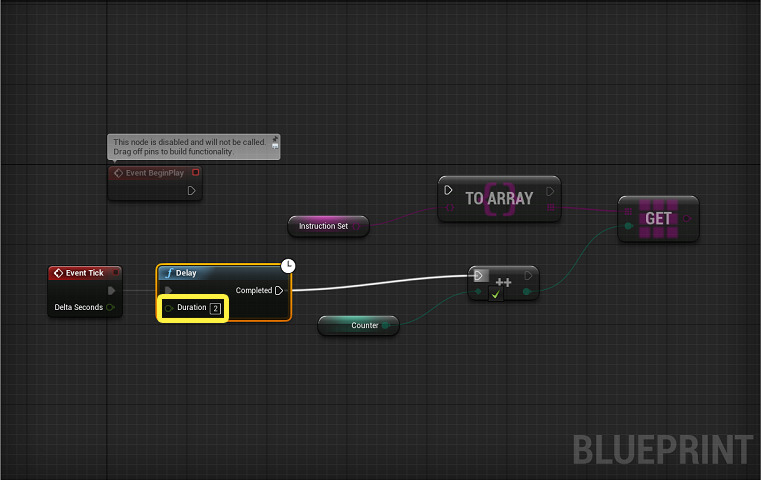 This node is disabled and will not be called.
Drag off pins to build functionality.
Event BeginPlay
TO ARRAY
Instruction Set
GET
Event Tick
Delta Seconds
Delay
Completed
Duration 2
++
Counter
BLUEPRINT